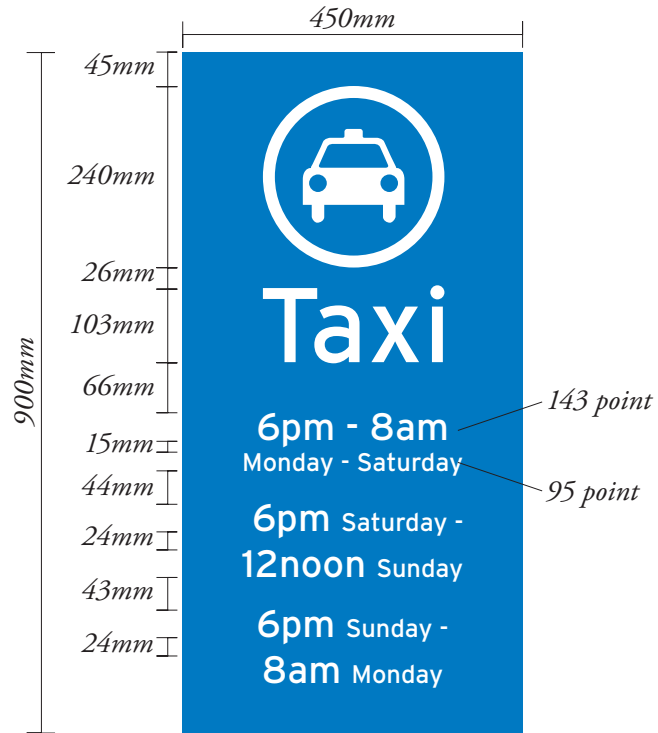 450mm
45mm
240mm
26mm
Taxi
103mm
900mm
66mm
143 point
6pm - 8am
15mm
Monday - Saturday
44mm
95 point
6pm Saturday -
24mm
12noon Sunday
43mm
6pm Sunday -
24mm
8am Monday